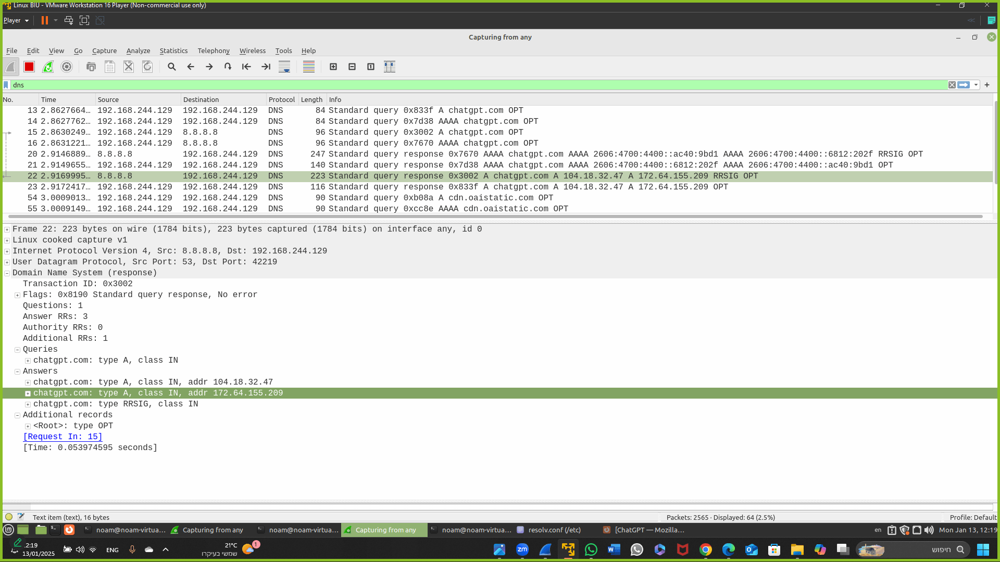 Linux BIU - VMware Workstation 16 Player (Non-commercial use only)
Player
Capturing from any
File Edit View Go Capture Analyze Statistics Telephony Wireless Tools Help
dns
No. Time Source Destination Protocol Length Info
13 2.8627664… 192.168.244.129 192.168.244.129 DNS 84 Standard query 0x833f A chatgpt.com OPT
14 2.8627762… 192.168.244.129 192.168.244.129 DNS 84 Standard query 0x7d38 AAAA chatgpt.com OPT
15 2.8630249… 192.168.244.129 8.8.8.8 DNS 96 Standard query 0x3002 A chatgpt.com OPT
16 2.8631221… 192.168.244.129 8.8.8.8 DNS 96 Standard query 0x7670 AAAA chatgpt.com OPT
20 2.9146889… 8.8.8.8 192.168.244.129 DNS 247 Standard query response 0x7670 AAAA chatgpt.com AAAA 2606:4700:4400::ac40:9bd1 AAAA 2606:4700:4400::6812:202f RRSIG OPT
21 2.9149655… 192.168.244.129 192.168.244.129 DNS 140 Standard query response 0x7d38 AAAA chatgpt.com AAAA 2606:4700:4400::6812:202f AAAA 2606:4700:4400::ac40:9bd1 OPT
22 2.9169995… 8.8.8.8 192.168.244.129 DNS 223 Standard query response 0x3002 A chatgpt.com A 104.18.32.47 A 172.64.155.209 RRSIG OPT
23 2.9172417… 192.168.244.129 192.168.244.129 DNS 116 Standard query response 0x833f A chatgpt.com A 104.18.32.47 A 172.64.155.209 OPT
54 3.0009013… 192.168.244.129 192.168.244.129 DNS 90 Standard query 0xb08a A cdn.oaistatic.com OPT
55 3.0009149… 192.168.244.129 192.168.244.129 DNS 90 Standard query 0xcc8e AAAA cdn.oaistatic.com OPT
Frame 22: 223 bytes on wire (1784 bits), 223 bytes captured (1784 bits) on interface any, id 0
Linux cooked capture v1
Internet Protocol Version 4, Src: 8.8.8.8, Dst: 192.168.244.129
User Datagram Protocol, Src Port: 53, Dst Port: 42219
Domain Name System (response)
Transaction ID: 0x3002
Flags: 0x8190 Standard query response, No error
Questions: 1
Answer RRs: 3
Authority RRs: 0
Additional RRs: 1
Queries
chatgpt.com: type A, class IN
Answers
chatgpt.com: type A, class IN, addr 104.18.32.47
chatgpt.com: type A, class IN, addr 172.64.155.209
chatgpt.com: type RRSIG, class IN
Additional records
<Root>: type OPT
[Request In: 15]
[Time: 0.053974595 seconds]
Text item (text), 16 bytes Packets: 2565 · Displayed: 64 (2.5%) Profile: Default
noam@noam-virtua… Capturing from any noam@noam-virtua… Capturing from any noam@noam-virtua… resolv.conf (/etc) [ChatGPT — Mozilla… en Mon Jan 13, 12:19
12:19
13/01/2025
ENG
21°C
שמשי בעיקרו
1
zm
חיפוש